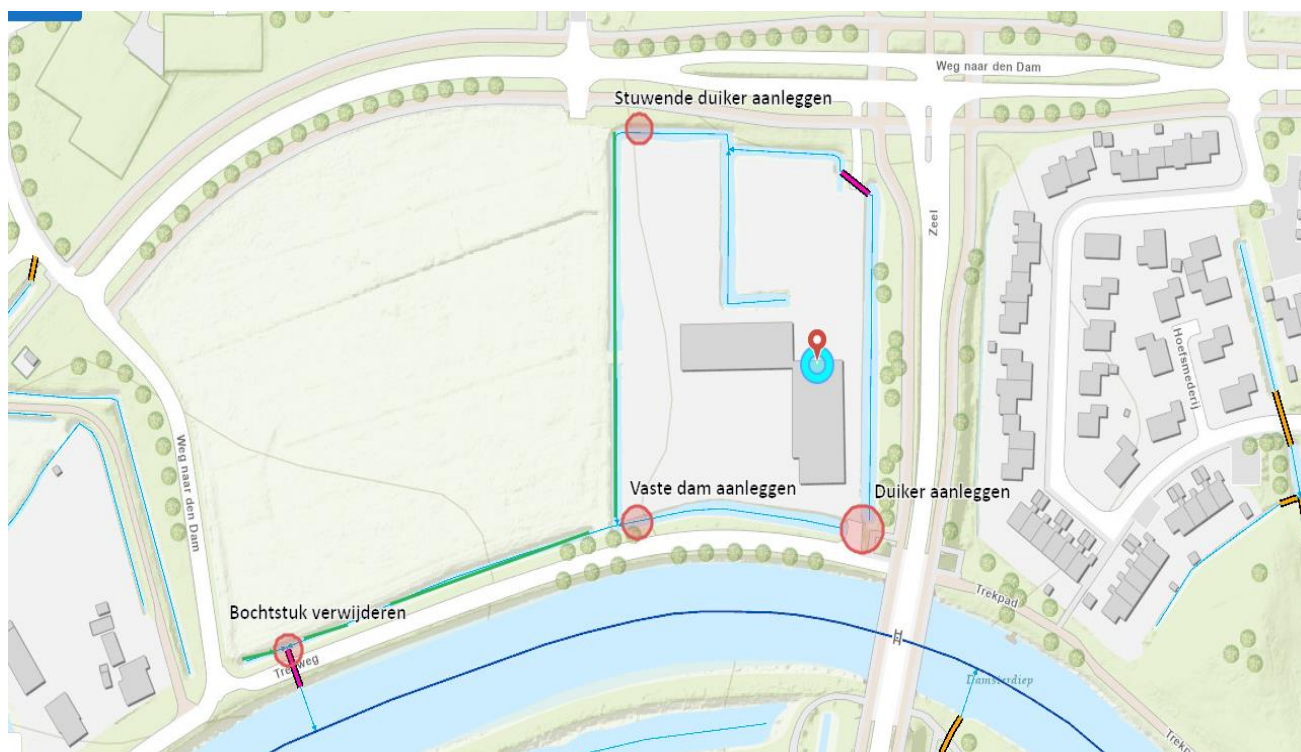 Weg naar den Dam
Stuwende duiker aanleggen
Zeel
Hoefsmederij
Weg naar den Dam
Vaste dam aanleggen
Duiker aanleggen
Trekpad
Bochtstuk verwijderen
Damsterdiep